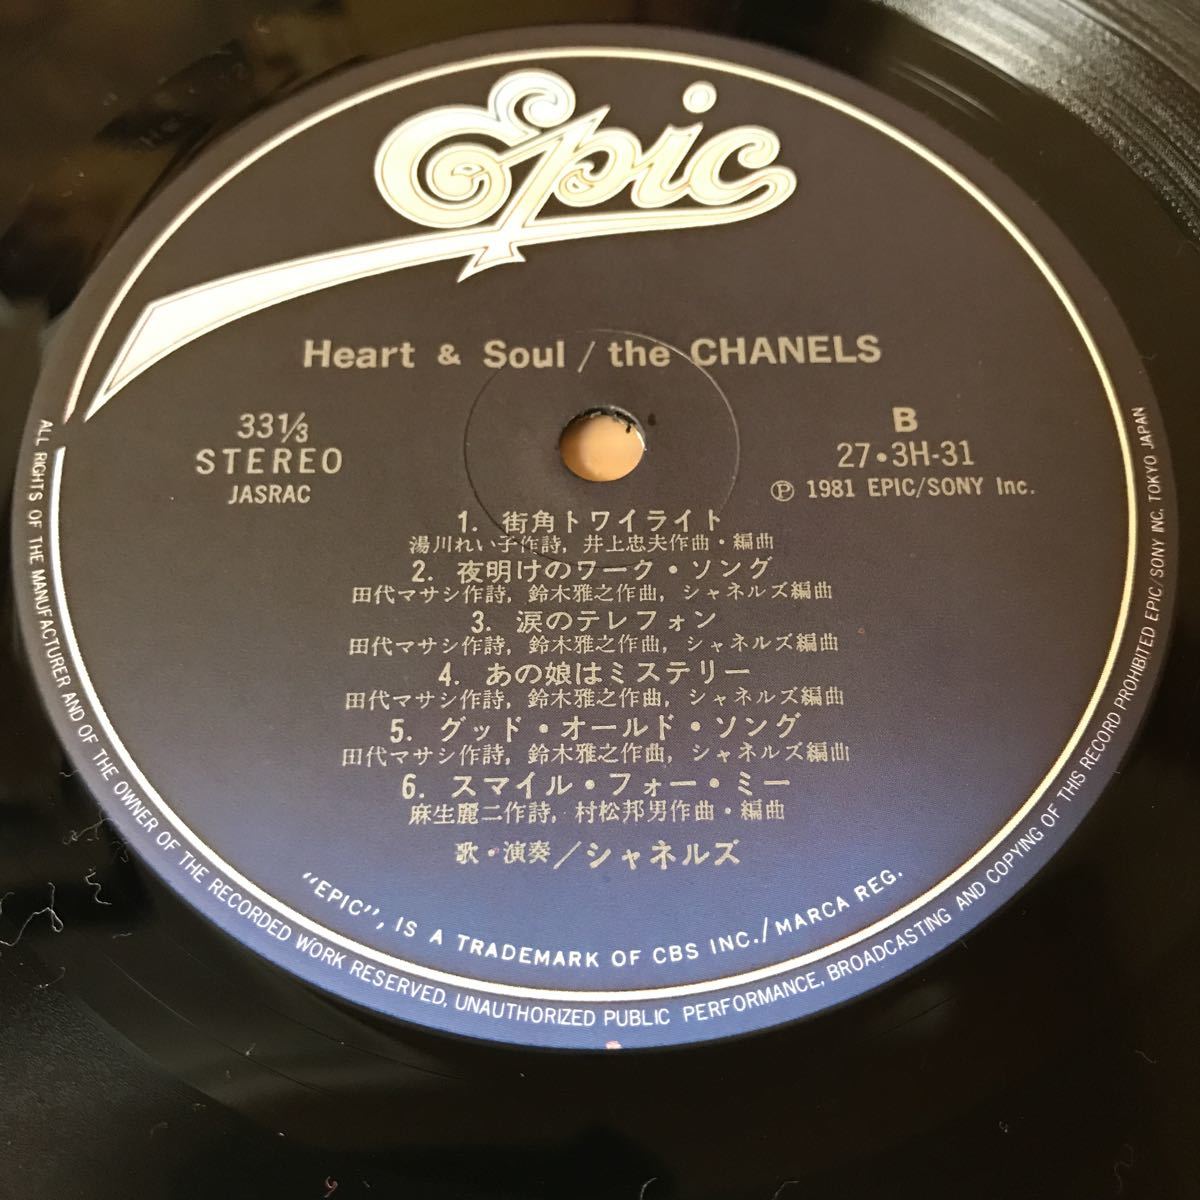 Epic
Heart & Soul / the CHANELS
33⅓
STEREO
JASRAC
B
27・3H-31
Ⓟ 1981 EPIC/SONY Inc.
1. 街角トワイライト
湯川れい子作詩, 井上忠夫作曲・編曲
2. 夜明けのワーク・ソング
田代マサシ作詩, 鈴木雅之作曲, シャネルズ編曲
3. 涙のテレフォン
田代マサシ作詩, 鈴木雅之作曲, シャネルズ編曲
4. あの娘はミステリー
田代マサシ作詩, 鈴木雅之作曲, シャネルズ編曲
5. グッド・オールド・ソング
田代マサシ作詩, 鈴木雅之作曲, シャネルズ編曲
6. スマイル・フォー・ミー
麻生麗二作詩, 村松邦男作曲・編曲
歌・演奏／シャネルズ
"EPIC", IS A TRADEMARK OF CBS INC./MARCA REG.
ALL RIGHTS OF THE MANUFACTURER AND OF THE OWNER OF THE RECORDED WORK RESERVED, UNAUTHORIZED PUBLIC PERFORMANCE, BROADCASTING AND COPYING OF THIS RECORD PROHIBITED EPIC/SONY INC. TOKYO JAPAN